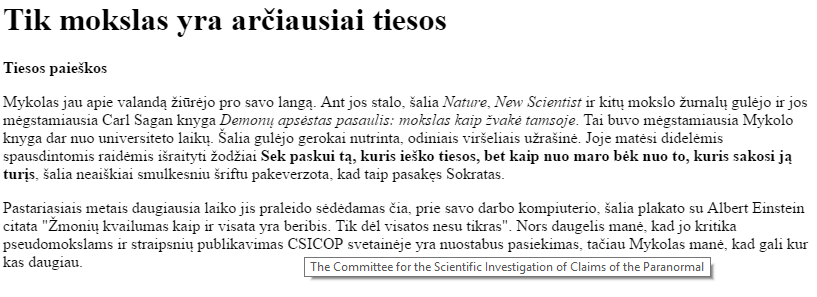 Tik mokslas yra arčiausiai tiesos
Tiesos paieškos
Mykolas jau apie valandą žiūrėjo pro savo langą. Ant jos stalo, šalia Nature, New Scientist ir kitų mokslo žurnalų gulėjo ir jos
mėgstamiausia Carl Sagan knyga Demonų apsėstas pasaulis: mokslas kaip žvakė tamsoje. Tai buvo mėgstamiausia Mykolo
knyga dar nuo universiteto laikų. Šalia gulėjo gerokai nutrinta, odiniais viršeliais užrašinė. Joje matėsi didelėmis
spausdintomis raidėmis išraityti žodžiai Sek paskui tą, kuris ieško tiesos, bet kaip nuo maro bėk nuo to, kuris sakosi ją
turįs, šalia neaiškiai smulkesniu šriftu pakeverzota, kad taip pasakęs Sokratas.
Pastariasiais metais daugiausia laiko jis praleido sėdėdamas čia, prie savo darbo kompiuterio, šalia plakato su Albert Einstein
citata "Žmonių kvailumas kaip ir visata yra beribis. Tik dėl visatos nesu tikras". Nors daugelis manė, kad jo kritika
pseudomokslams ir straipsnių publikavimas CSICOP svetainėje yra nuostabus pasiekimas, tačiau Mykolas manė, kad gali kur
kas daugiau.
The Committee for the Scientific Investigation of Claims of the Paranormal